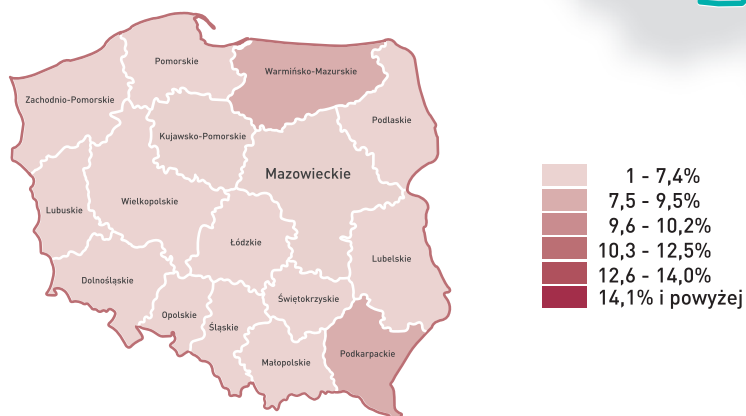 Pomorskie
Warmińsko-Mazurskie
Zachodnio-Pomorskie
Podlaskie
Kujawsko-Pomorskie
Mazowieckie
Wielkopolskie
Lubuskie
Łódzkie
Lubelskie
Dolnośląskie
Świętokrzyskie
Opolskie
Śląskie
Podkarpackie
Małopolskie
1 - 7,4%
7,5 - 9,5%
9,6 - 10,2%
10,3 - 12,5%
12,6 - 14,0%
14,1% i powyżej